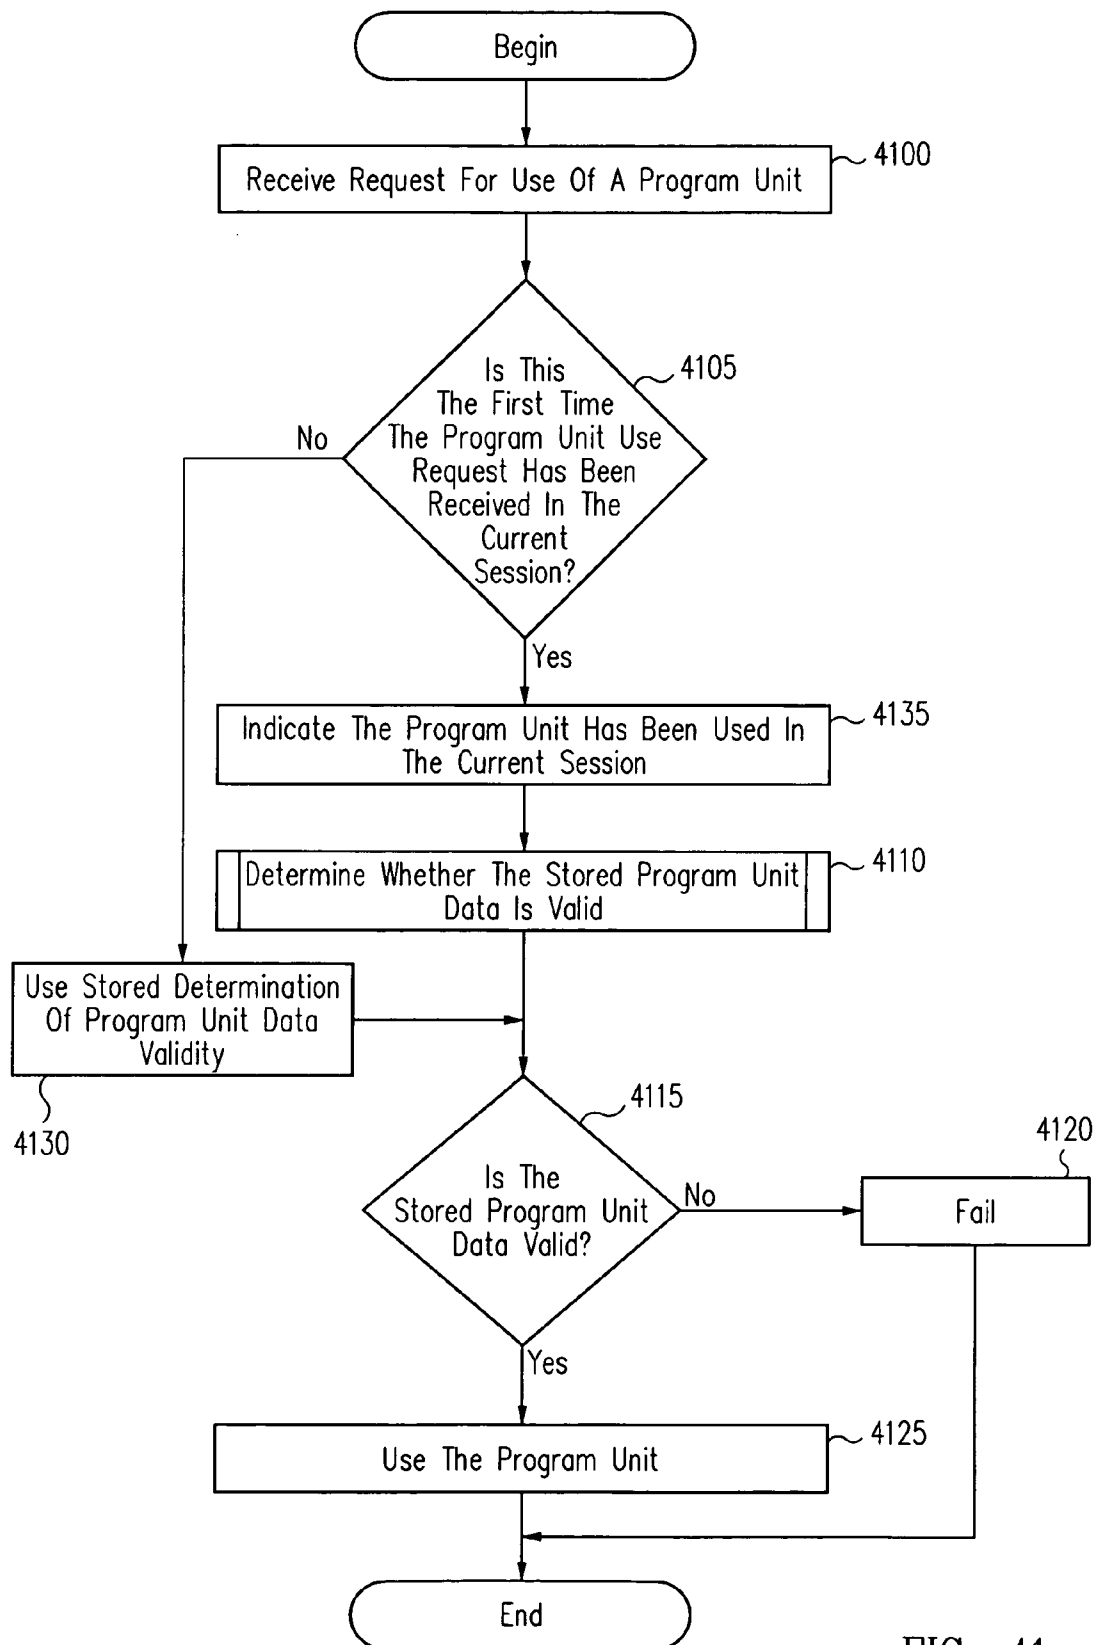 Begin
Receive Request For Use Of A Program Unit
4100
Is This
The First Time
The Program Unit Use
Request Has Been
Received In The
Current
Session?
4105
No
Yes
Indicate The Program Unit Has Been Used In
The Current Session
4135
Determine Whether The Stored Program Unit
Data Is Valid
4110
Use Stored Determination
Of Program Unit Data
Validity
4130
Is The
Stored Program Unit
Data Valid?
4115
No
4120
Fail
Yes
Use The Program Unit
4125
End